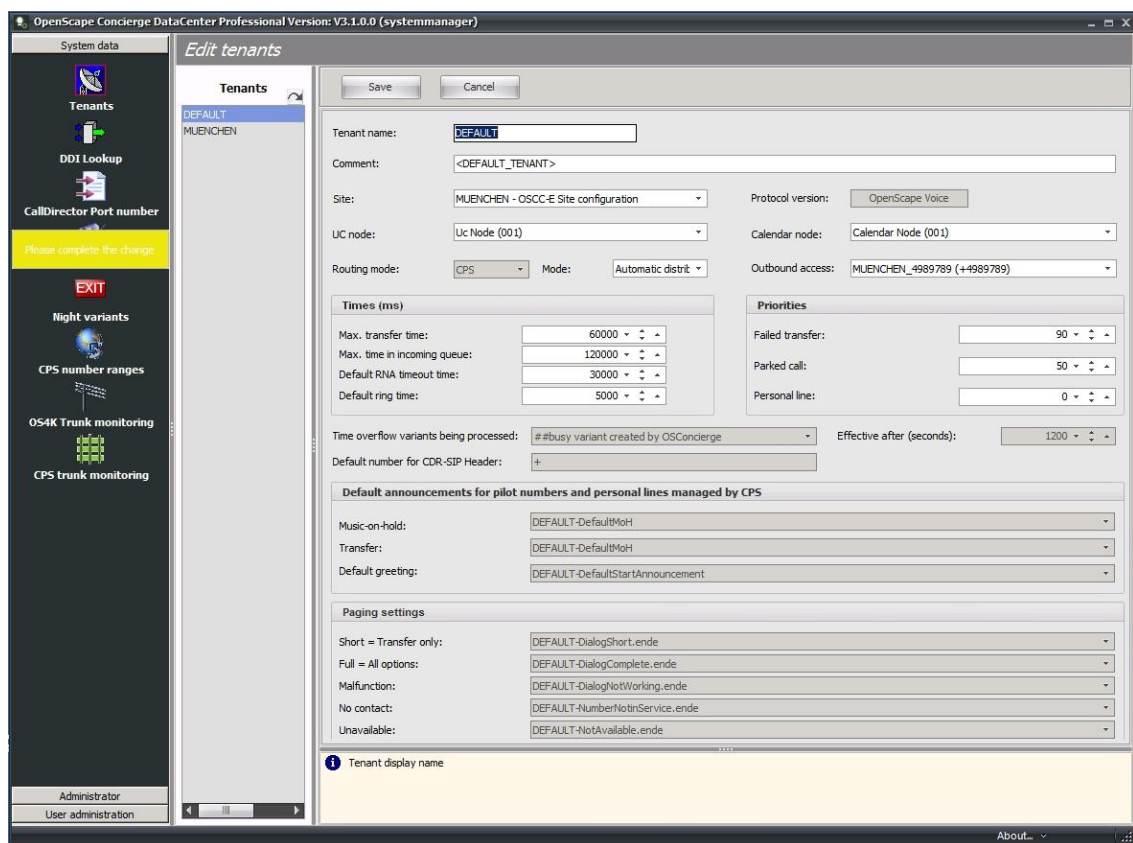 OpenScape Concierge DataCenter Professional Version: V3.1.0.0 (systemmanager)
System data
Tenants
DDI Lookup
CallDirector Port number
Please complete the change
EXIT
Night variants
CPS number ranges
OS4K Trunk monitoring
CPS trunk monitoring
Administrator
User administration
Edit tenants
Tenants
DEFAULT
MUENCHEN
Save Cancel
Tenant name: DEFAULT
Comment: <DEFAULT_TENANT>
Site: MUENCHEN - OSCC-E Site configuration Protocol version: OpenScape Voice
UC node: Uc Node (001) Calendar node: Calendar Node (001)
Routing mode: CPS Mode: Automatic distrib Outbound access: MUENCHEN_4989789 (+4989789)
Times (ms) Priorities
Max. transfer time: 60000 Failed transfer: 90
Max. time in incoming queue: 120000
Default RNA timeout time: 30000 Parked call: 50
Default ring time: 5000 Personal line: 0
Time overflow variants being processed: ##busy variant created by OSConcierge Effective after (seconds): 1200
Default number for CDR-SIP Header: +
Default announcements for pilot numbers and personal lines managed by CPS
Music-on-hold: DEFAULT-DefaultMoH
Transfer: DEFAULT-DefaultMoH
Default greeting: DEFAULT-DefaultStartAnnouncement
Paging settings
Short = Transfer only: DEFAULT-DialogShort.ende
Full = All options: DEFAULT-DialogComplete.ende
Malfunction: DEFAULT-DialogNotWorking.ende
No contact: DEFAULT-NumberNotinService.ende
Unavailable: DEFAULT-NotAvailable.ende
Tenant display name
About...